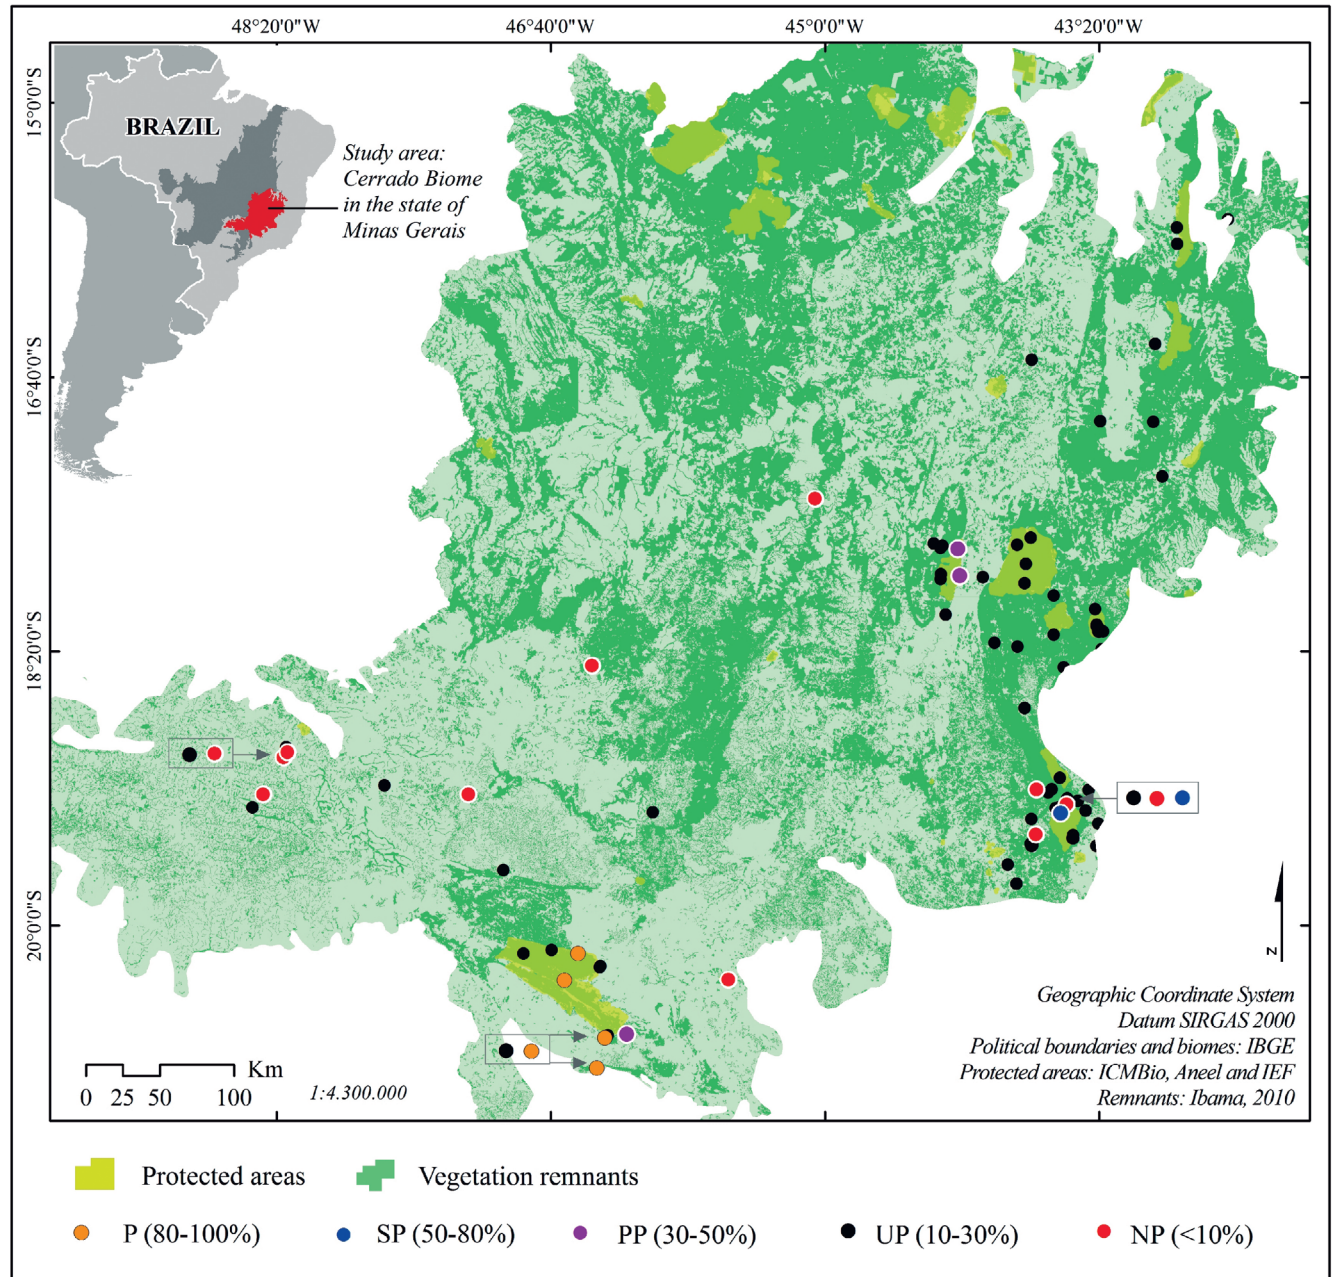 48°20'0"W 46°40'0"W 45°0'0"W 43°20'0"W
15°0'0"S
16°40'0"S
18°20'0"S
20°0'0"S
BRAZIL
Study area:
Cerrado Biome
in the state of
Minas Gerais
Z
Geographic Coordinate System
Datum SIRGAS 2000
Political boundaries and biomes: IBGE
Protected areas: ICMBio, Aneel and IEF
Remnants: Ibama, 2010
Km
0 25 50 100
1:4.300.000
Protected areas Vegetation remnants
P (80-100%) SP (50-80%) PP (30-50%) UP (10-30%) NP (<10%)